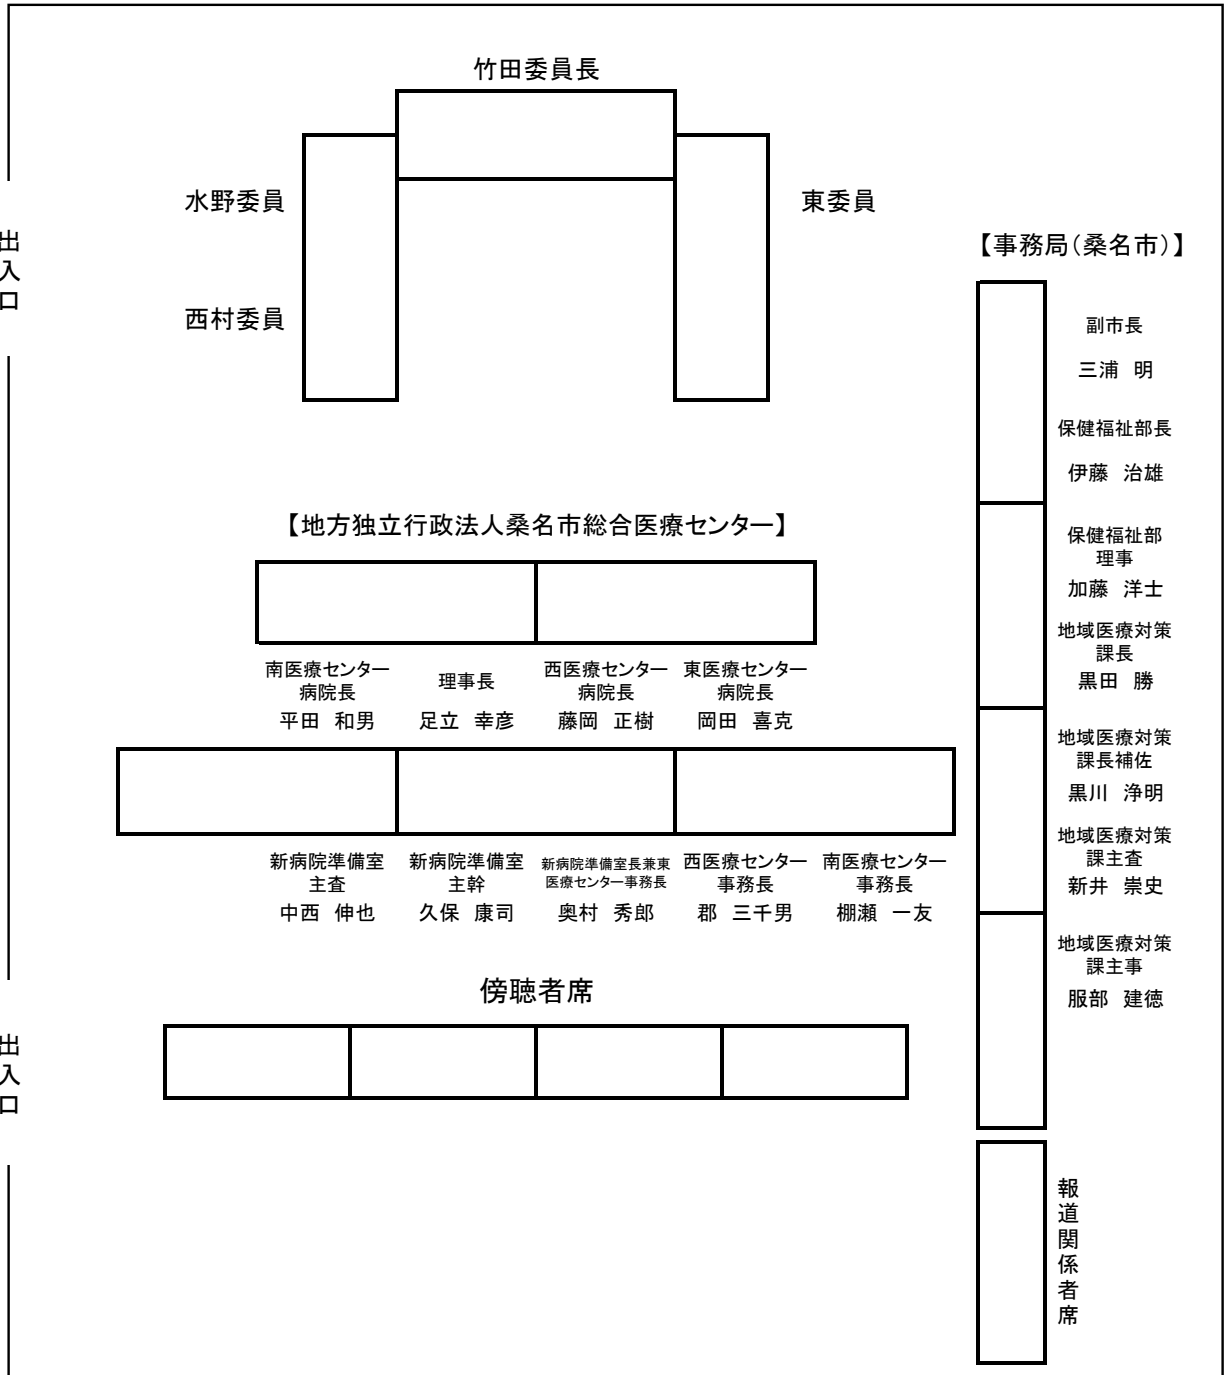 竹田委員長
水野委員
東委員
西村委員
出入口
【事務局(桑名市)】
副市長
三浦　明
保健福祉部長
伊藤　治雄
保健福祉部
理事
加藤　洋士
地域医療対策
課長
黒田　勝
地域医療対策
課長補佐
黒川　浄明
地域医療対策
課主査
新井　崇史
地域医療対策
課主事
服部　建徳
【地方独立行政法人桑名市総合医療センター】
南医療センター
病院長
平田　和男
理事長
足立　幸彦
西医療センター
病院長
藤岡　正樹
東医療センター
病院長
岡田　喜克
新病院準備室
主査
中西　伸也
新病院準備室
主幹
久保　康司
新病院準備室長兼東
医療センター事務長
奥村　秀郎
西医療センター
事務長
郡　三千男
南医療センター
事務長
棚瀬　一友
傍聴者席
出入口
報道関係者席